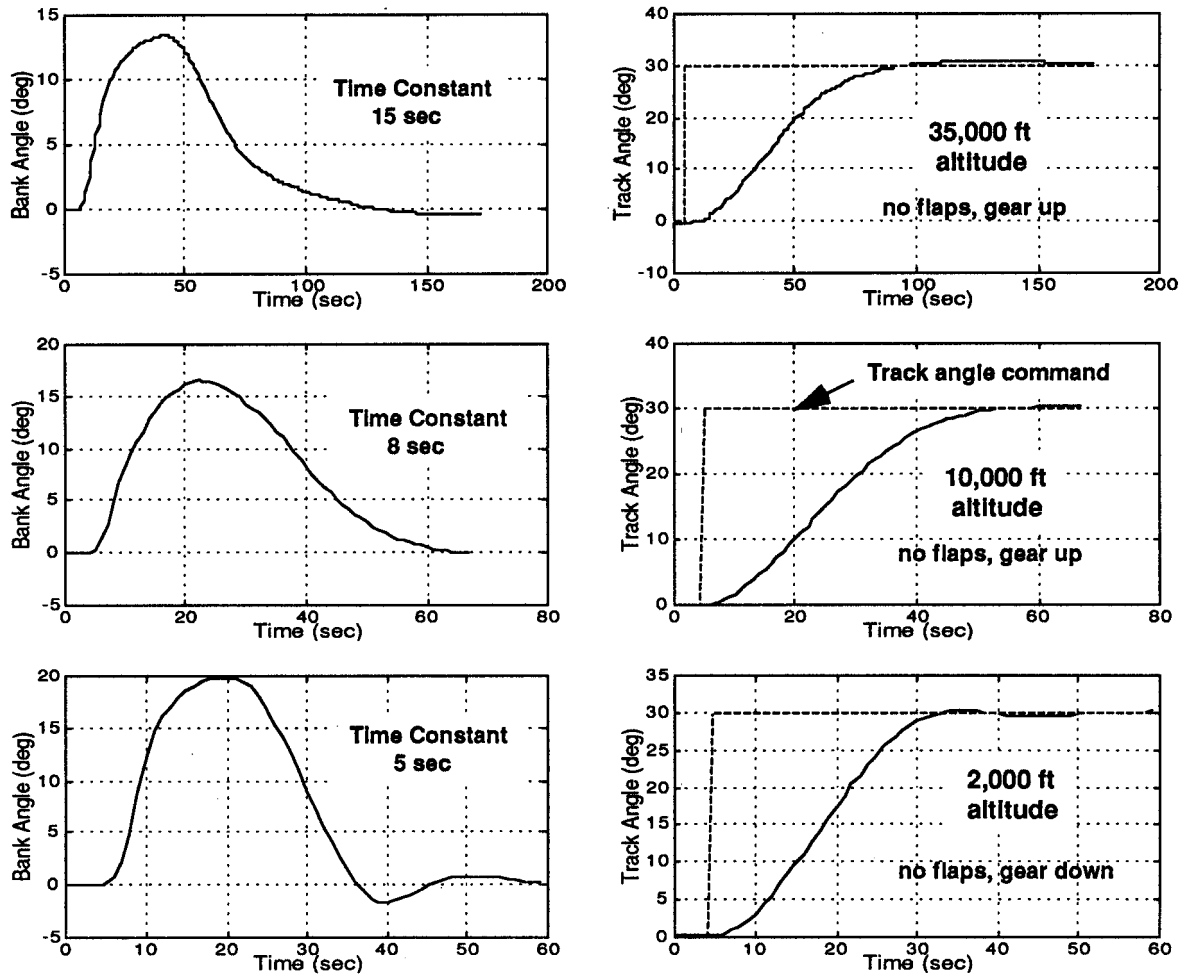 15
10
5
0
-5
Bank Angle (deg)
Time Constant
15 sec
0
50
100
150
200
Time (sec)
40
30
20
10
0
-10
Track Angle (deg)
35,000 ft
altitude
no flaps, gear up
0
50
100
150
200
Time (sec)
20
15
10
5
0
-5
Bank Angle (deg)
Time Constant
8 sec
0
20
40
60
80
Time (sec)
40
30
20
10
0
Track Angle (deg)
Track angle command
10,000 ft
altitude
no flaps, gear up
20
40
60
80
Time (sec)
20
15
10
5
0
-5
Bank Angle (deg)
Time Constant
5 sec
0
10
20
30
40
50
60
Time (sec)
30
25
20
15
10
5
0
Track Angle (deg)
2,000 ft
altitude
no flaps, gear down
0
10
20
30
40
50
60
Time (sec)